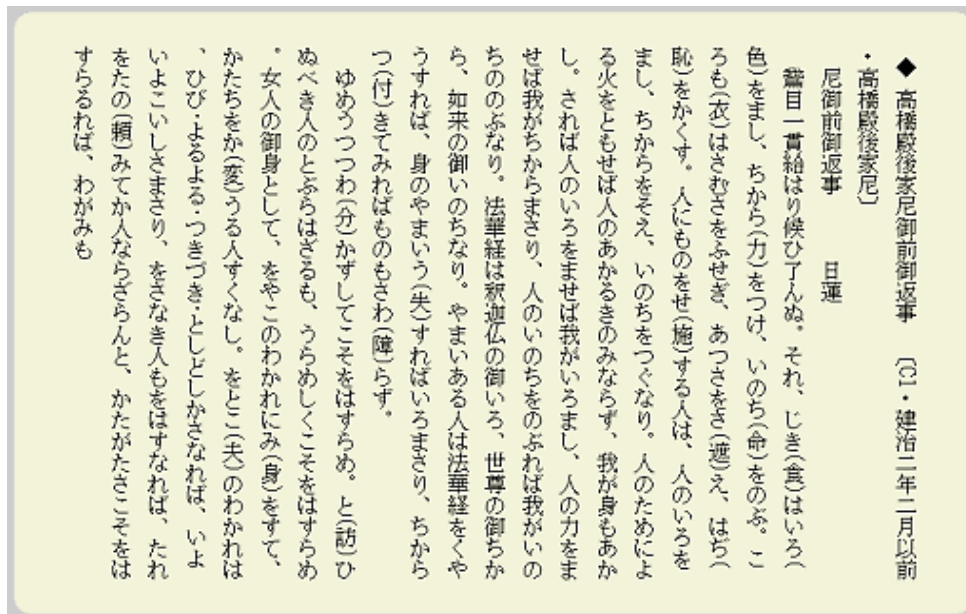 ◆　高橋殿後家尼御前御返事　　〔C1・建治二年二月以前
・高橋殿後家尼〕
　尼御前御返事　　　日蓮
　鵞目一貫給はり候ひ了んぬ。それ、じき(食)はいろ(
色)をまし、ちから(力)をつけ、いのち(命)をのぶ。こ
ろも(衣)はさむさをふせぎ、あつさをさ(遮)え、はぢ(
恥)をかくす。人にものをせ(施)する人は、人のいろを
まし、ちからをそえ、いのちをつぐなり。人のためによ
る火をともせば人のあかるきのみならず、我が身もあか
し。されば人のいろをませば我がいろまし、人の力をま
せば我がちからまさり、人のいのちをのぶれば我がいの
ちののぶなり。法華経は釈迦仏の御いろ、世尊の御ちか
ら、如来の御いのちなり。やまいある人は法華経をくや
うすれば、身のやまいう(失)すればいろまさり、ちから
つ(付)きてみればものもさわ(障)らず。
　ゆめうつつわ(分)かずしてこそをはすらめ。と(訪)ひ
ぬべき人のとぶらはざるも、うらめしくこそをはすらめ
。女人の御身として、をやこのわかれにみ(身)をすて、
かたちをか(変)うる人すくなし。をとこ(夫)のわかれは
、ひび・よるよる・つきづき・としどしかさなれば、いよ
いよこいしさまさり、をさなき人もをはすなれば、たれ
をたの(頼)みてか人ならざらんと、かたがたさこそをは
すらるれば、わがみも